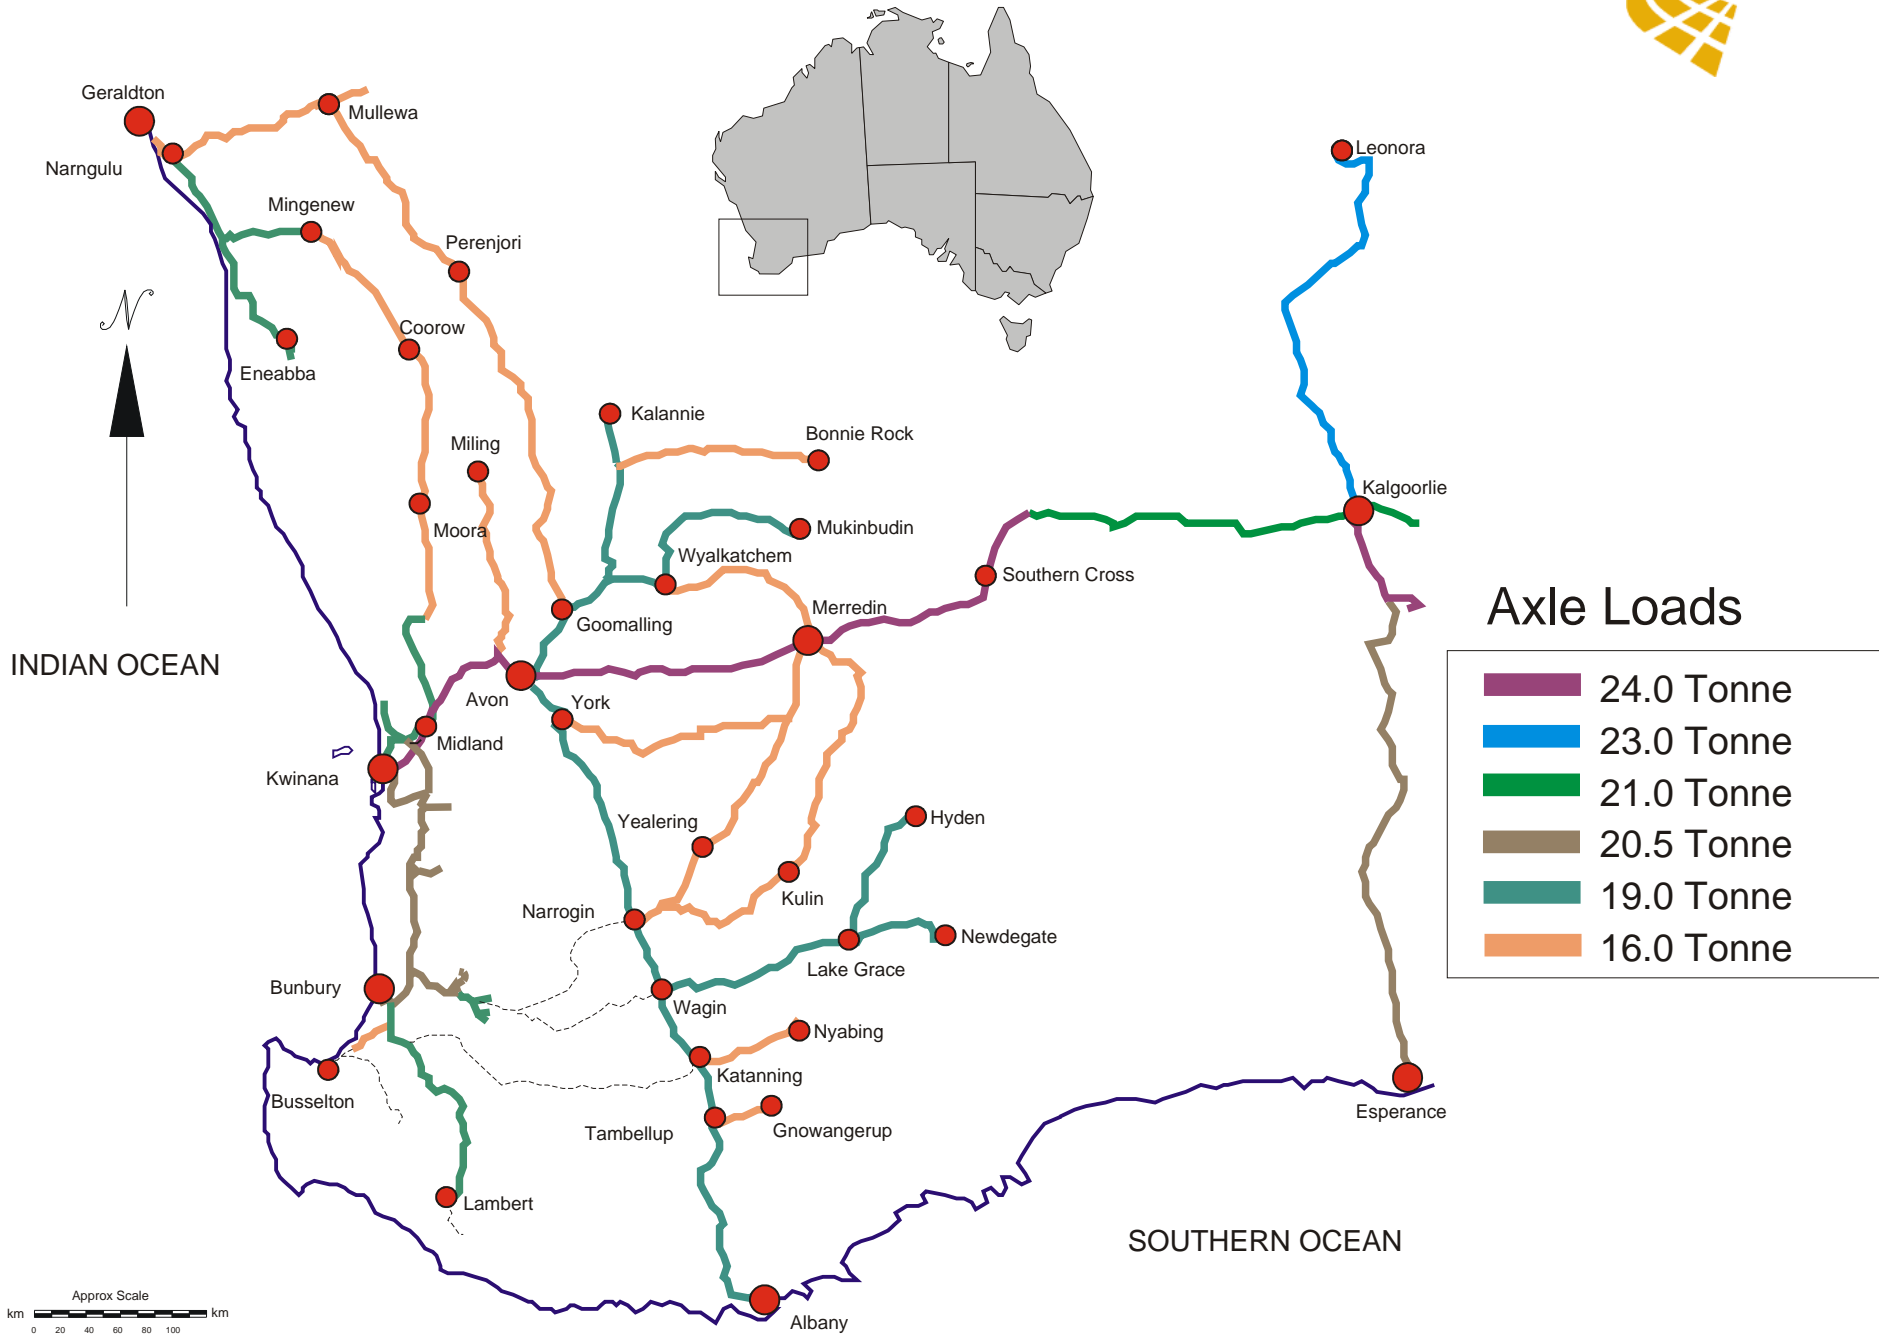 Geraldton
Mullewa
Narngulu
Leonora
Mingenew
Perenjori
N
Coorow
Eneabba
Kalannie
Bonnie Rock
Miling
Kalgoorlie
Moora
Mukinbudin
Wyalkatchem
Southern Cross
Merredin
Goomalling
INDIAN OCEAN
Avon
York
Midland
Kwinana
Axle Loads
24.0 Tonne
23.0 Tonne
21.0 Tonne
20.5 Tonne
19.0 Tonne
16.0 Tonne
Yealering
Hyden
Kulin
Narrogin
Newdegate
Lake Grace
Bunbury
Wagin
Nyabing
Katanning
Busselton
Tambellup
Gnowangerup
Esperance
Lambert
SOUTHERN OCEAN
Albany
Approx Scale
km km
0 20 40 60 80 100